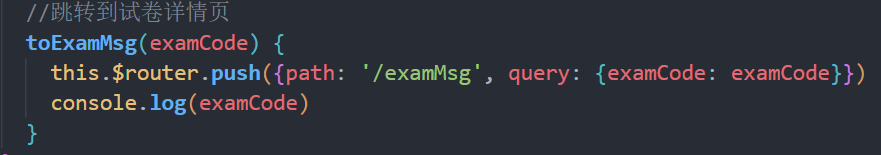 //跳转到试卷详情页
toExamMsg(examCode) {
this.$router.push({path: '/examMsg', query: {examCode: examCode}})
console.log(examCode)
}